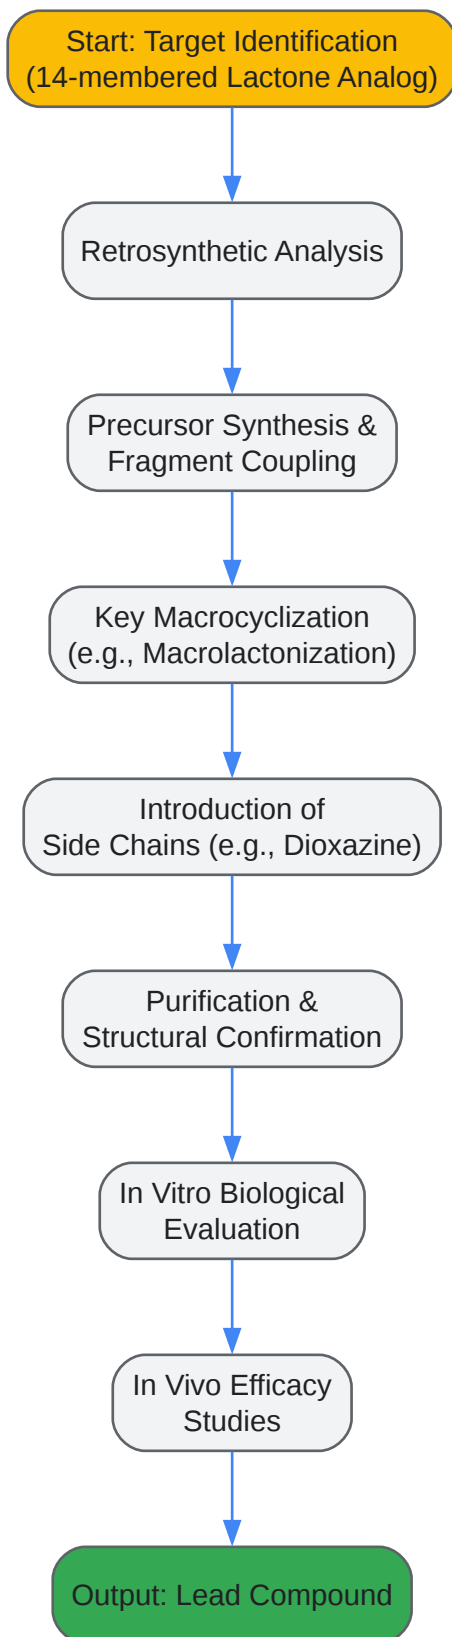 Start: Target Identification
(14-membered Lactone Analog)
Retrosynthetic Analysis
Precursor Synthesis &
Fragment Coupling
Key Macrocyclization
(e.g., Macrolactonization)
Introduction of
Side Chains (e.g., Dioxazine)
Purification &
Structural Confirmation
In Vitro Biological
Evaluation
In Vivo Efficacy
Studies
Output: Lead Compound